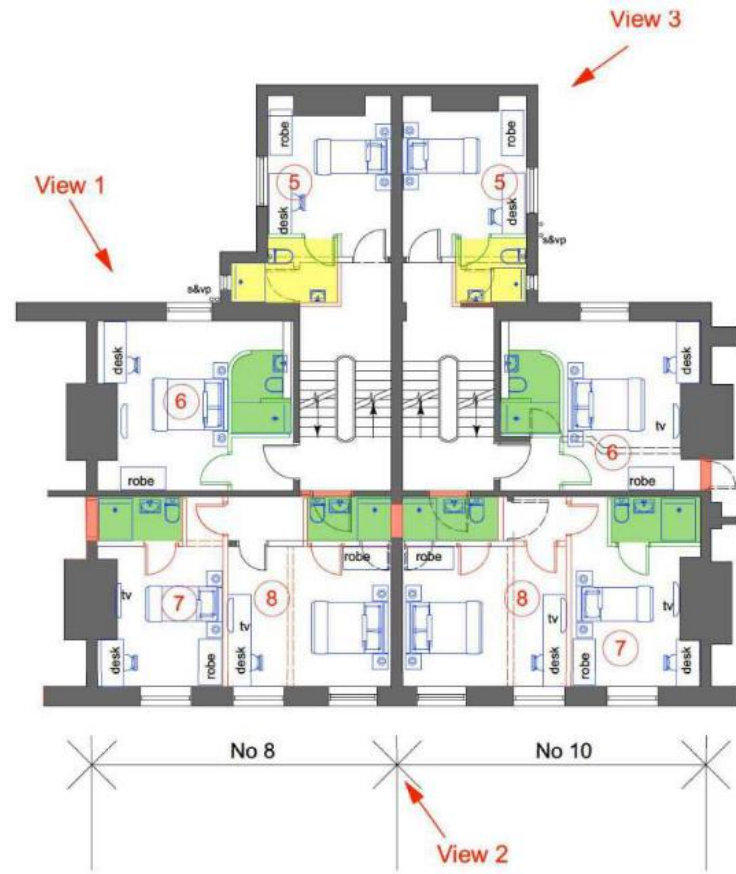 View 3
View 1
robe
robe
5
5
desk
desk
s&vp
s&vp
desk
desk
6
tv
6
robe
robe
robe
robe
tv
7
8
tv
8
tv
7
desk
robe
desk
desk
robe
desk
No 8
No 10
View 2